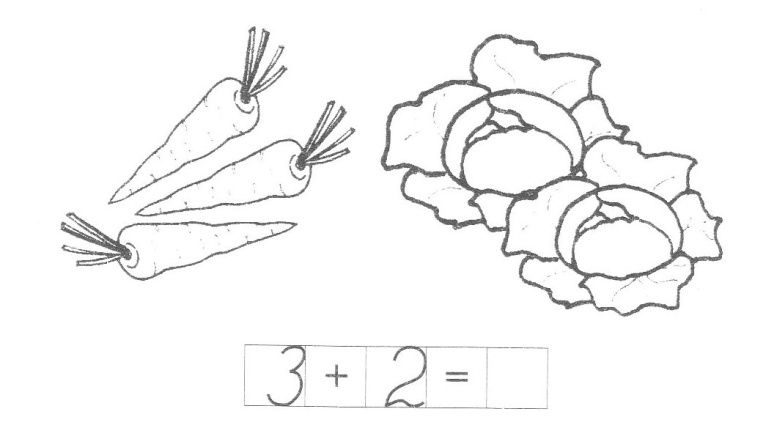 3 + 2 =